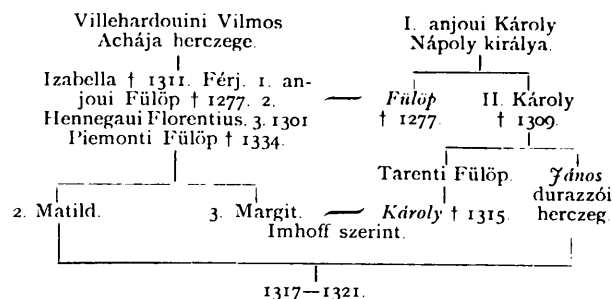 Villehardouini Vilmos
Achája herczege.
I. anjoui Károly
Nápoly királya.
Izabella † 1311. Férj. 1. an-
joui Fülöp † 1277. 2.
Hennegaui Florentius. 3. 1301
Piemonti Fülöp † 1334.
Fülöp
† 1277.
II. Károly
† 1309.
Tarenti Fülöp.
János
durazzói
herczeg.
2. Matild.
3. Margit.
Károly † 1315.
Imhoff szerint.
1317—1321.